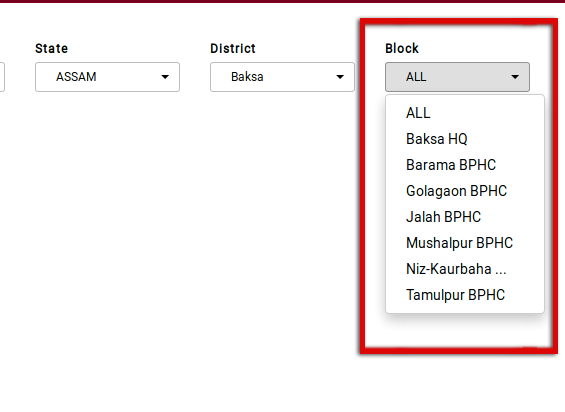 State District Block
ASSAM Baksa ALL
ALL
Baksa HQ
Barama BPHC
Golagaon BPHC
Jalah BPHC
Mushalpur BPHC
Niz-Kaurbaha ...
Tamulpur BPHC